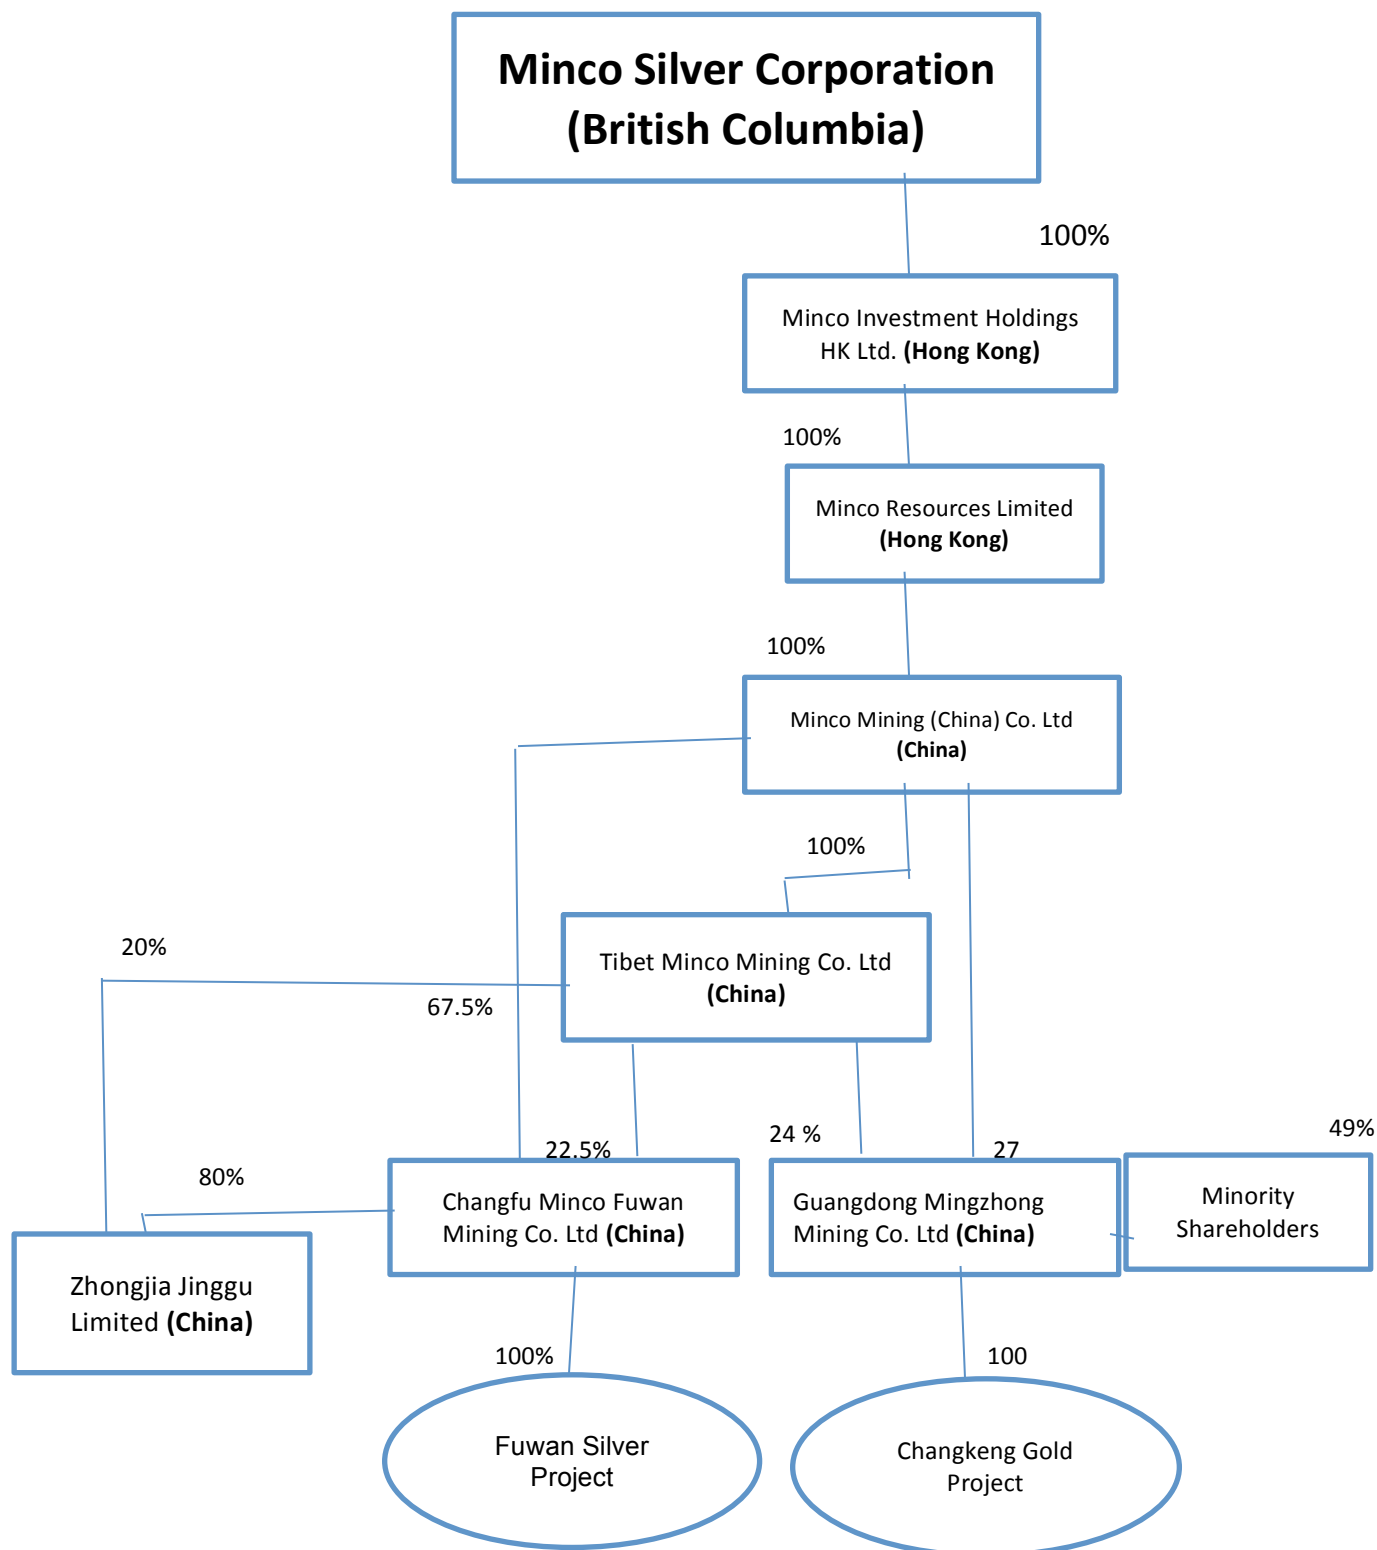 Minco Silver Corporation
(British Columbia)
100%
Minco Investment Holdings
HK Ltd. (Hong Kong)
100%
Minco Resources Limited
(Hong Kong)
100%
Minco Mining (China) Co. Ltd
(China)
100%
20%
Tibet Minco Mining Co. Ltd
(China)
67.5%
22.5%
24 %
27
49%
80%
Changfu Minco Fuwan
Mining Co. Ltd (China)
Guangdong Mingzhong
Mining Co. Ltd (China)
Minority
Shareholders
Zhongjia Jinggu
Limited (China)
100%
100
Fuwan Silver
Project
Changkeng Gold
Project